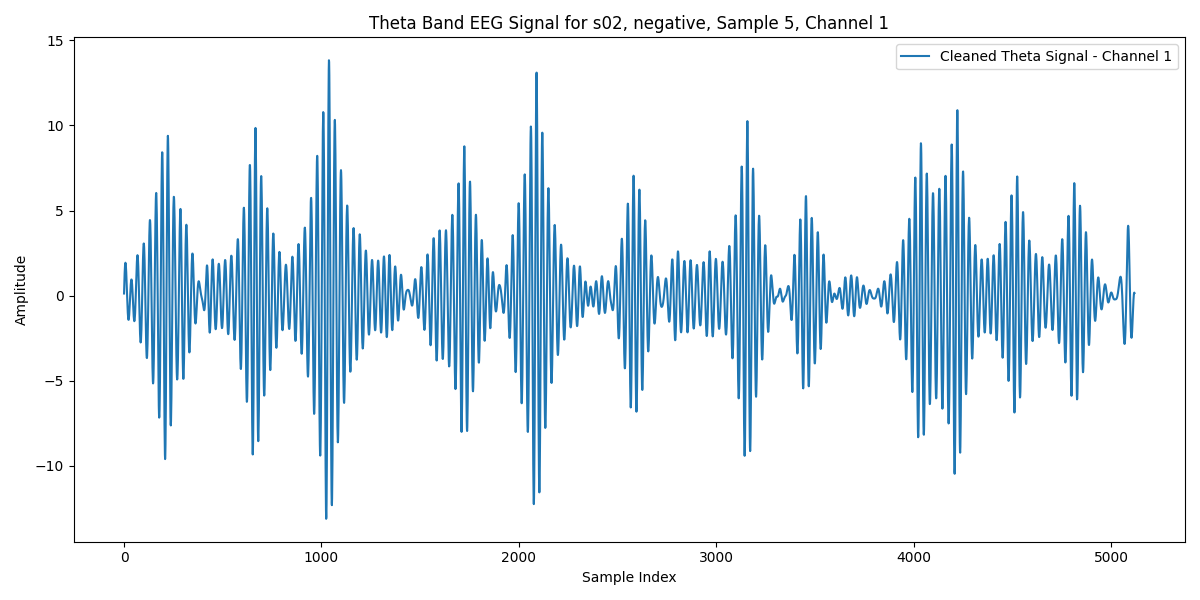 Theta Band EEG Signal for s02, negative, Sample 5, Channel 1
Cleaned Theta Signal - Channel 1
Amplitude
15
10
5
0
−5
−10
0 1000 2000 3000 4000 5000
Sample Index